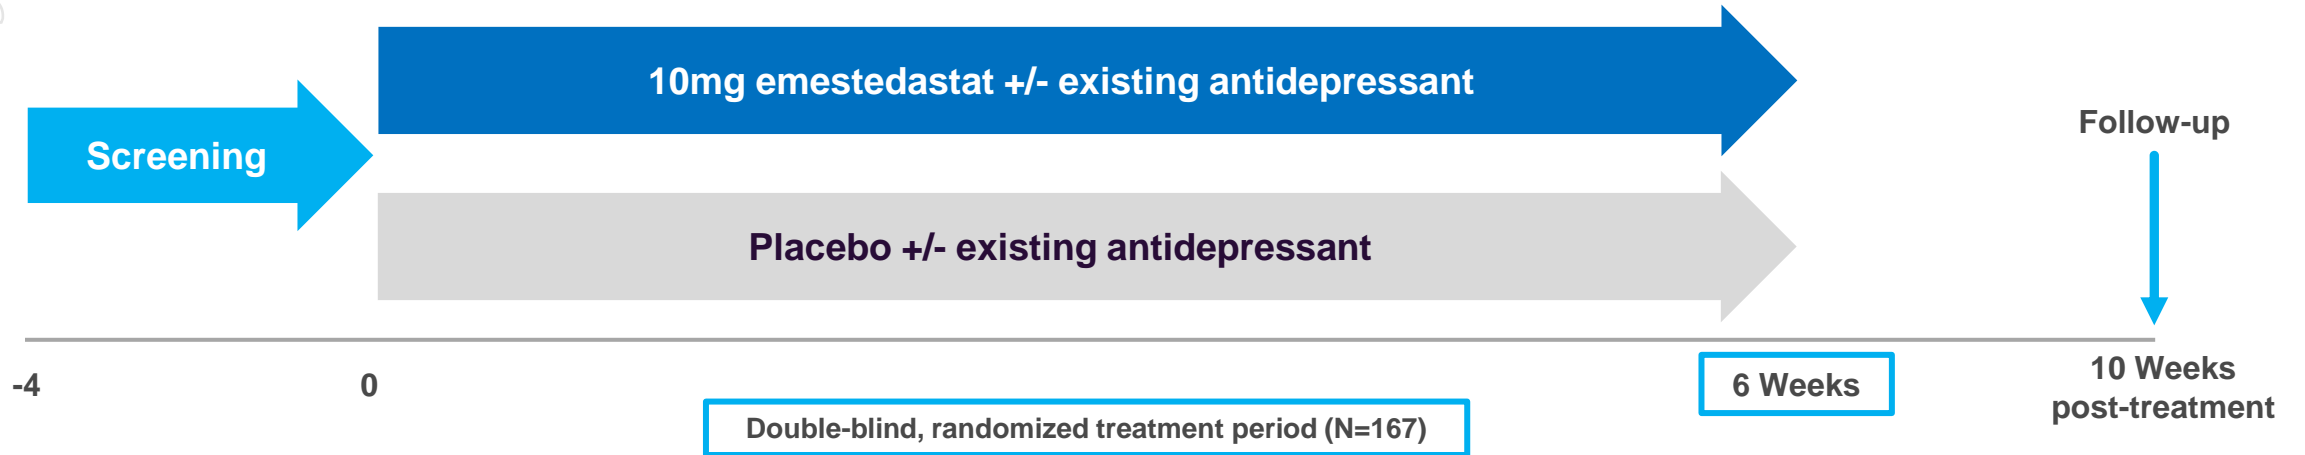 10mg emestedastat +/- existing antidepressant
Screening
Follow-up
Placebo +/- existing antidepressant
-4
0
6 Weeks
10 Weeks
post-treatment
Double-blind, randomized treatment period (N=167)